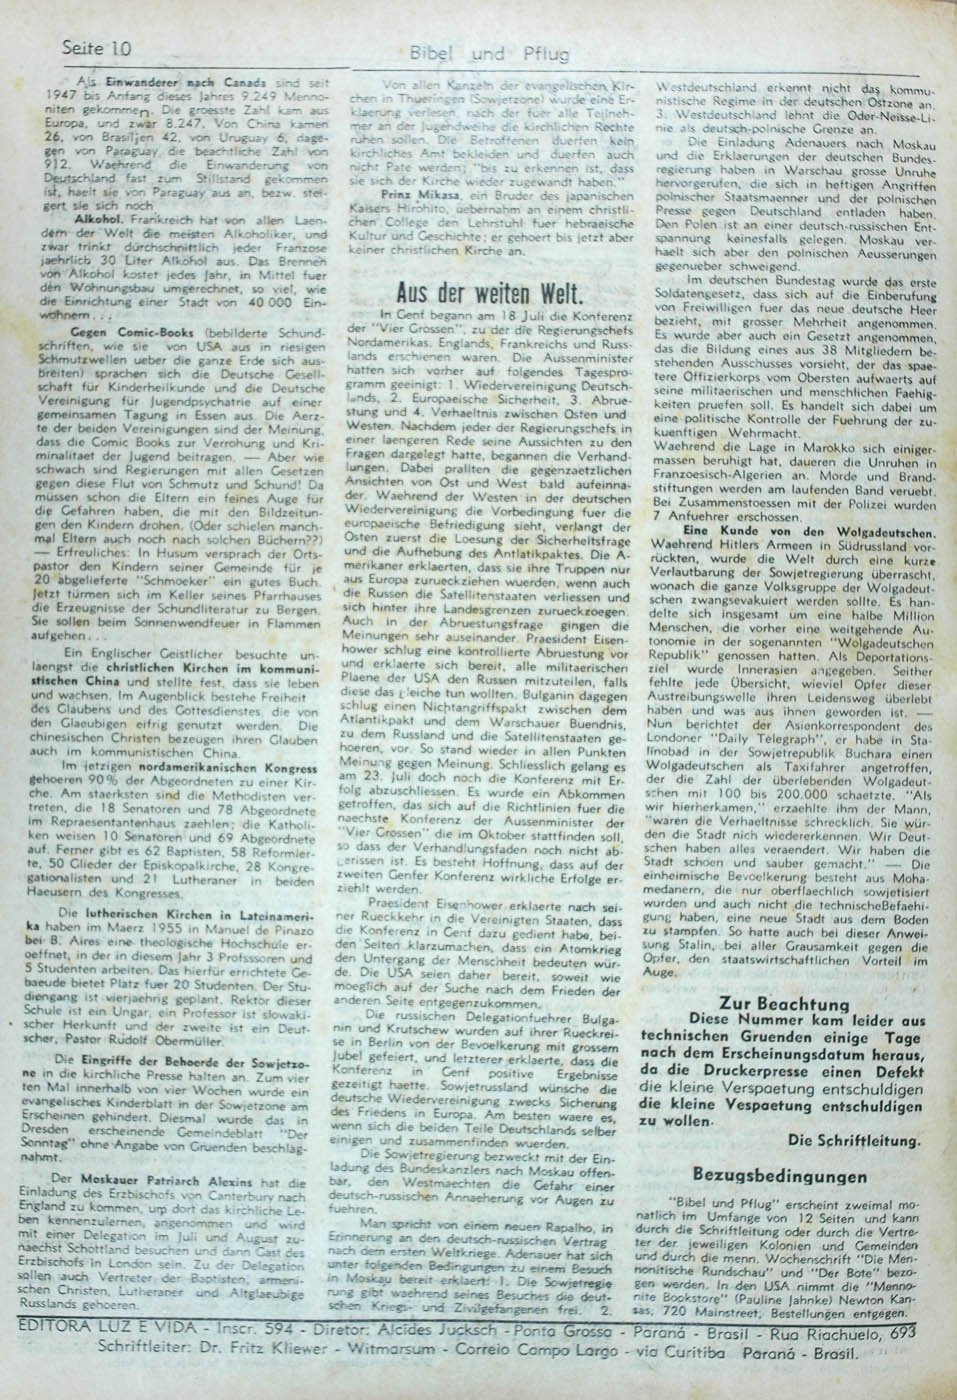 Seite 10
Bibel und Pflug
Als Einwanderer nach Canada sind seit
1947 bis Anfang dieses Jahres 9.249 Menno-
niten gekommen. Die groesste Zahl kam aus
Europa, und zwar 8.247. Von China kamen
26, von Brasilien 42, von Uruguay 6, dage
gen von Paraguay die beachtliche Zahl von
912. Waehrend die Einwanderung von
Deutschland fast zum Stillstand gekommen
ist, haelt sie von Paraguay aus an, bezw. stei-
gert sie sich noch
Alkohol. Frankreich hat von allen Laen-
dern der Welt die meisten Alkoholiker, und
zwar trinkt durchschnittlich jeder Franzose
jaehrlich 30 Liter Alkohol aus. Das Brennen
von Alkohol kostet jedes Jahr, in Mittel fuer
den Wohnungsbau umgerechnet, so viel, wie
die Einrichtung einer Stadt von 40 000 Ein-
wohnern...
Gegen Comic-Books (bebilderte Schund-
schriften, wie sie von USA aus in riesigen
Schmutzwellen ueber die ganze Erde sich aus-
breiten) sprachen sich die Deutsche Gesell-
schaft für Kinderheilkunde und die Deutsche
Vereinigung für Jugendpsychatrie auf einer
gemeinsamen Tagung in Essen aus. Die Aerz-
te der beiden Vereinigungen sind der Meinung,
dass die Comic Books zur Verrohung und Kri-
minalitaet der Jugend beitragen. — Aber wie
schwach sind Regierungen mit allen Gesetzen
gegen diese Flut von Schmutz und Schund! Da
müssen schon die Eltern ein feines Auge für
die Gefahren haben, die mit den Bildzeitun-
gen den Kindern drohen. (Oder schielen manch-
mal Eltern auch noch nach solchen Büchern??)
— Erfreuliches: In Husum versprach der Orts-
pastor den Kindern seiner Gemeinde für je
20 abgelieferte "Schmoeker" ein gutes Buch.
Jetzt türmen sich im Keller seines Pfarrhauses
die Erzeugnisse der Schundliteratur zu Bergen.
Sie sollen beim Sonnenwendfeuer in Flammen
aufgehen...
Ein Englischer Geistlicher besuchte un-
laengst die christlichen Kirchen im kommuni-
stischen China und stellte fest, dass sie leben
und wachsen. Im Augenblick bestehe Freiheit
des Glaubens und des Gottesdienstes, die von
den Glaeubigen eifrig genutzt werden. Die
chinesischen Christen bezeugen ihren Glauben
auch im kommunistischen China.
Im jetzigen nordamerikanischen Kongress
gehoeren 90% der Abgeordneten zu einer Kir-
che. Am staerksten sind die Methodisten ver-
treten, die 18 Senatoren und 78 Abgeordnete
im Repraesentantenhaus zaehlen; die Katholi-
ken weisen 10 Senatoren und 69 Abgeordnete
auf. Ferner gibt es 62 Baptisten, 58 Reformier-
te, 50 Glieder der Episkopalkirche, 28 Kongre-
gationalisten und 21 Lutheraner in beiden
Haeusern des Kongresses.
Die lutherischen Kirchen in Lateinameri-
ka haben im Maerz 1955 in Manuel de Pinazo
bei B. Aires eine theologische Hochschule er-
oeffnet, in der in diesem Jahr 3 Professoren und
5 Studenten arbeiten. Das hierfür errichtete Ge-
baeude bietet Platz fuer 20 Studenten. Der Stu-
diengang ist vierjaehrig geplant. Rektor dieser
Schule ist ein Ungar, ein Professor ist slowaki-
scher Herkunft und der zweite ist ein Deut-
scher, Pastor Rudolf Obermüller.
Die Eingriffe der Behoerde der Sowjetzo-
ne in die kirchliche Presse halten an. Zum vier-
ten Mal innerhalb von vier Wochen wurde ein
evangelisches Kinderblatt in der Sowjetzone am
Erscheinen gehindert. Diesmal wurde das in
Dresden erscheinende Gemeindeblatt "Der
Sonntag" ohne Angabe von Gruenden beschlag-
nahmt.
Der Moskauer Patriarch Alexins hat die
Einladung des Erzbischofs von Canterbury nach
England zu kommen, um dort das kirchliche Le-
ben kennenzulernen, angenommen und wird
mit einer Delegation im Juli und August zu-
naechst Schottland besuchen und dann Gast des
Erzbischofs in London sein. Zu der Delegation
sollen auch Vertreter der Baptisten, armeni-
schen Christen, Lutheraner und Altglaeubige
Russlands gehoeren.
Von allen Kanzeln der evangelischen Kir-
chen in Thueringen (Sowjetzone) wurde eine Er-
klaerung verlesen, nach der fuer alle Teilneh-
mer an der Jugendweihe die kirchlichen Rechte
ruhen sollen. Die Betroffenen duerfen kein
kirchliches Amt bekleiden und duerfen auch
nicht Pate werden; "bis zu erkennen ist, dass
sie sich der Kirche wieder zugewandt haben."
Prinz Mikasa, ein Bruder des japanischen
Kaisers Hirohito, uebernahm an einem christli-
chen College den Lehrstuhl fuer hebraeische
Kultur und Geschichte; er gehoert bis jetzt aber
keiner christlichen Kirche an.
Aus der weiten Welt.
In Genf begann am 18 Juli die Konferenz
der "Vier Grossen", zu der die Regierungschefs
Nordamerikas, Englands, Frankreichs und Russ-
lands erschienen waren. Die Aussenminister
hatten sich vorher auf folgendes Tagespro-
gramm geeinigt: 1. Wiedervereinigung Deutsch-
lands, 2. Europaeische Sicherheit, 3. Abrue-
stung und 4. Verhaeltnis zwischen Osten und
Westen. Nachdem jeder der Regierungschefs in
einer laengeren Rede seine Aussichten zu den
Fragen dargelegt hatte, begannen die Verhand-
lungen. Dabei prallten die gegenzaetzlichen
Ansichten von Ost und West bald aufeinna-
der. Waehrend der Westen in der deutschen
Wiedervereinigung die Vorbedingung fuer die
europaeische Befriedigung sieht, verlangt der
Osten zuerst die Loesung der Sicherheitsfrage
und die Aufhebung des Antlatikpaktes. Die A-
merikaner erklaerten, dass sie ihre Truppen nur
aus Europa zurueckziehen wuerden, wenn auch
die Russen die Satellitenstaaten verliessen und
sich hinter ihre Landesgrenzen zurueckzoegen.
Auch in der Abruestungsfrage gingen die
Meinungen sehr auseinander. Praesident Eisen-
hower schlug eine kontrollierte Abruestung vor
und erklaerte sich bereit, alle militaerischen
Plaene der USA den Russen mitzuteilen, falls
diese das gleiche tun wollten. Bulganin dagegen
schlug einen Nichtangriffspakt zwischen dem
Atlantikpakt und dem Warschauer Buendnis,
zu dem Russland und die Satellitenstaaten ge-
hoeren, vor. So stand wieder in allen Punkten
Meinung gegen Meinung. Schliesslich gelang es
am 23. Juli doch noch die Konferenz mit Er-
folg abzuschliessen. Es wurde ein Abkommen
getroffen, das sich auf die Richtlinien fuer die
naechste Konferenz der Aussenminister der
"Vier Grossen" die im Oktober stattfinden soll,
so dass der Verhandlungsfaden noch nicht ab-
gerissen ist. Es besteht Hoffnung, dass auf der
zweiten Genfer Konferenz wirkliche Erfolge er-
ziehlt werden.
Praesident Eisenhower erklaerte nach sei-
ner Rueckkehr in die Vereinigten Staaten, dass
die Konferenz in Genf dazu gedient habe, bei-
den Seiten klarzumachen, dass ein Atomkrieg
den Untergang der Menschheit bedeuten wür-
de. Die USA seien daher bereit, soweit wie
moeglich auf der Suche nach dem Frieden der
anderen Seite entgegenzukommen.
Die russischen Delegationfuehrer Bulga-
nin und Krutschew wurden auf ihrer Rueckrei-
se in Berlin von der Bevoelkerung mit grossem
Jubel gefeiert, und letzterer erklaerte, dass die
Konferenz in Genf positive Ergebnisse
gezeitigt haette. Sowjetrussland wünsche die
deutsche Wiedervereinigung zwecks Sicherung
des Friedens in Europa. Am besten waere es,
wenn sich die beiden Teile Deutschlands selber
einigen und zusammenfinden wuerden.
Die Sowjetregierung bezweckt mit der Ein-
ladung des Bundeskanzlers nach Moskau offen-
bar, den Westmaechten die Gefahr einer
deutsch-russischen Annaeherung vor Augen zu
fuehren.
Man spricht von einem neuen Rapalho, in
Erinnerung an den deutsch-russischen Vertrag
nach dem ersten Weltkriege. Adenauer hat sich
unter folgenden Bedingungen zu einem Besuch
in Moskau bereit erklaert: 1. Die Sowjetregie
rung gibt waehrend seines Besuches die deut-
schen Kriegs- und Zivilgefangenen frei. 2.
Westdeutschland erkennt nicht das kommu-
nistische Regime in der deutschen Ostzone an.
3. Westdeutschland lehnt die Oder-Neisse-Li-
nie als deutsch-polnische Grenze an.
Die Einladung Adenauers nach Moskau
und die Erklaerungen der deutschen Bundes-
regierung haben in Warschau grosse Unruhe
hervorgerufen, die sich in heftigen Angriffen
polnischer Staatsmaenner und der polnischen
Presse gegen Deutschland entladen haben.
Den Polen ist an einer deutsch-russischen Ent-
spannung keinesfalls gelegen. Moskau ver-
haelt sich aber den polnischen Aeusserungen
gegenueber schweigend.
Im deutschen Bundestag wurde das erste
Soldatengesetz, dass sich auf die Einberufung
von Freiwilligen fuer das neue deutsche Heer
bezieht, mit grosser Mehrheit angenommen.
Es wurde aber auch ein Gesetzt angenommen,
das die Bildung eines aus 38 Mitgliedern be-
stehenden Ausschusses vorsieht, der das spae-
tere Offizierkorps vom Obersten aufwaerts auf
seine militaerischen und menschlichen Faehig-
keiten pruefen soll. Es handelt sich dabei um
eine politische Kontrolle der Fuehrung der zu-
kuenftigen Wehrmacht.
Waehrend die Lage in Marokko sich einiger-
massen beruhigt hat, daueren die Unruhen in
Franzoesisch-Algerien an. Morde und Brand-
stiftungen werden am laufenden Band veruebt.
Bei Zusammenstoessen mit der Polizei wurden
7 Anfuehrer erschossen.
Eine Kunde von den Wolgadeutschen.
Waehrend Hitlers Armeen in Südrussland vor-
rückten, wurde die Welt durch eine kurze
Verlautbarung der Sowjetregierung überrascht,
wonach die ganze Volksgruppe der Wolgadeut-
schen zwangsevakuiert werden sollte. Es han-
delte sich insgesamt um eine halbe Million
Menschen, die vorher eine weitgehende Au-
tonomie in der sogenannten "Wolgadeutschen
Republik" genossen hatten. Als Deportations-
ziel wurde Innerasien angegeben. Seither
fehlte jede Übersicht, wieviel Opfer dieser
Austreibungswelle ihren Leidensweg überlebt
haben und was aus ihnen geworden ist. —
Nun berichtet der Asienkorrespondent des
Londoner "Daily Telegraph", er habe in Sta-
linobad in der Sowjetrepublik Buchara einen
Wolgadeutschen als Taxifahrer angetroffen,
der die Zahl der überlebenden Wolgadeut-
schen mit 100 bis 200.000 schaetzte. "Als
wir hierherkamen," erzaehlte ihm der Mann,
"waren die Verhaeltnisse schrecklich. Sie wür-
den die Stadt nich wiedererkennen. Wir Deut-
schen haben alles veraendert. Wir haben die
Stadt schoen und sauber gemacht." — Die
einheimische Bevoelkerung besteht aus Moha-
medanern, die nur oberflaechlich sowjetisiert
wurden und auch nicht die technischeBefaehi-
gung haben, eine neue Stadt aus dem Boden
zu stampfen. So hatte auch bei dieser Anwei-
sung Stalin, bei aller Grausamkeit gegen die
Opfer, den staatswirtschaftlichen Vorteil im
Auge.
Zur Beachtung
Diese Nummer kam leider aus
technischen Gruenden einige Tage
nach dem Erscheinungsdatum heraus,
da die Druckerpresse einen Defekt
die kleine Verspaetung entschuldigen
die kleine Vespaetung entschuldigen
zu wollen.
Die Schriftleitung.
Bezugsbedingungen
"Bibel und Pflug" erscheint zweimal mo-
natlich im Umfange von 12 Seiten und kann
durch die Schriftleitung oder durch die Vertre-
ter der jeweiligen Kolonien und Gemeinden
und durch die menn. Wochenschrift "Die Men-
nonitische Rundschau" und "Der Bote" bezo-
gen werden. In den USA nimmt die "Menno-
nite Bookstore" (Pauline Jahnke) Newton Kan-
sas, 720 Mainstreet, Bestellungen entgegen.
EDITORA LUZ E VIDA - Inscr. 594 - Diretor: Alcides Jucksch - Ponta Grossa - Paraná - Brasil - Rua Riachuelo, 693
Schriftleiter: Dr. Fritz Kliewer - Witmarsum - Correio Campo Largo - via Curitiba Paraná - Brasil.